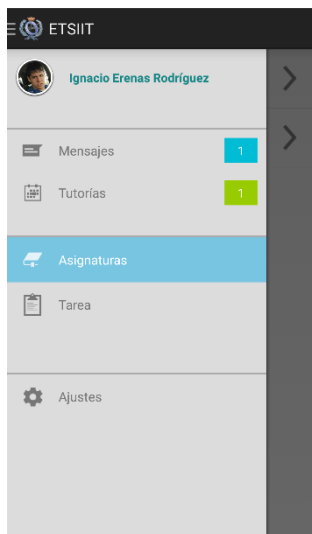 ETSIIT
Ignacio Erenas Rodríguez
Mensajes 1
Tutorías 1
Asignaturas
Tarea
Ajustes